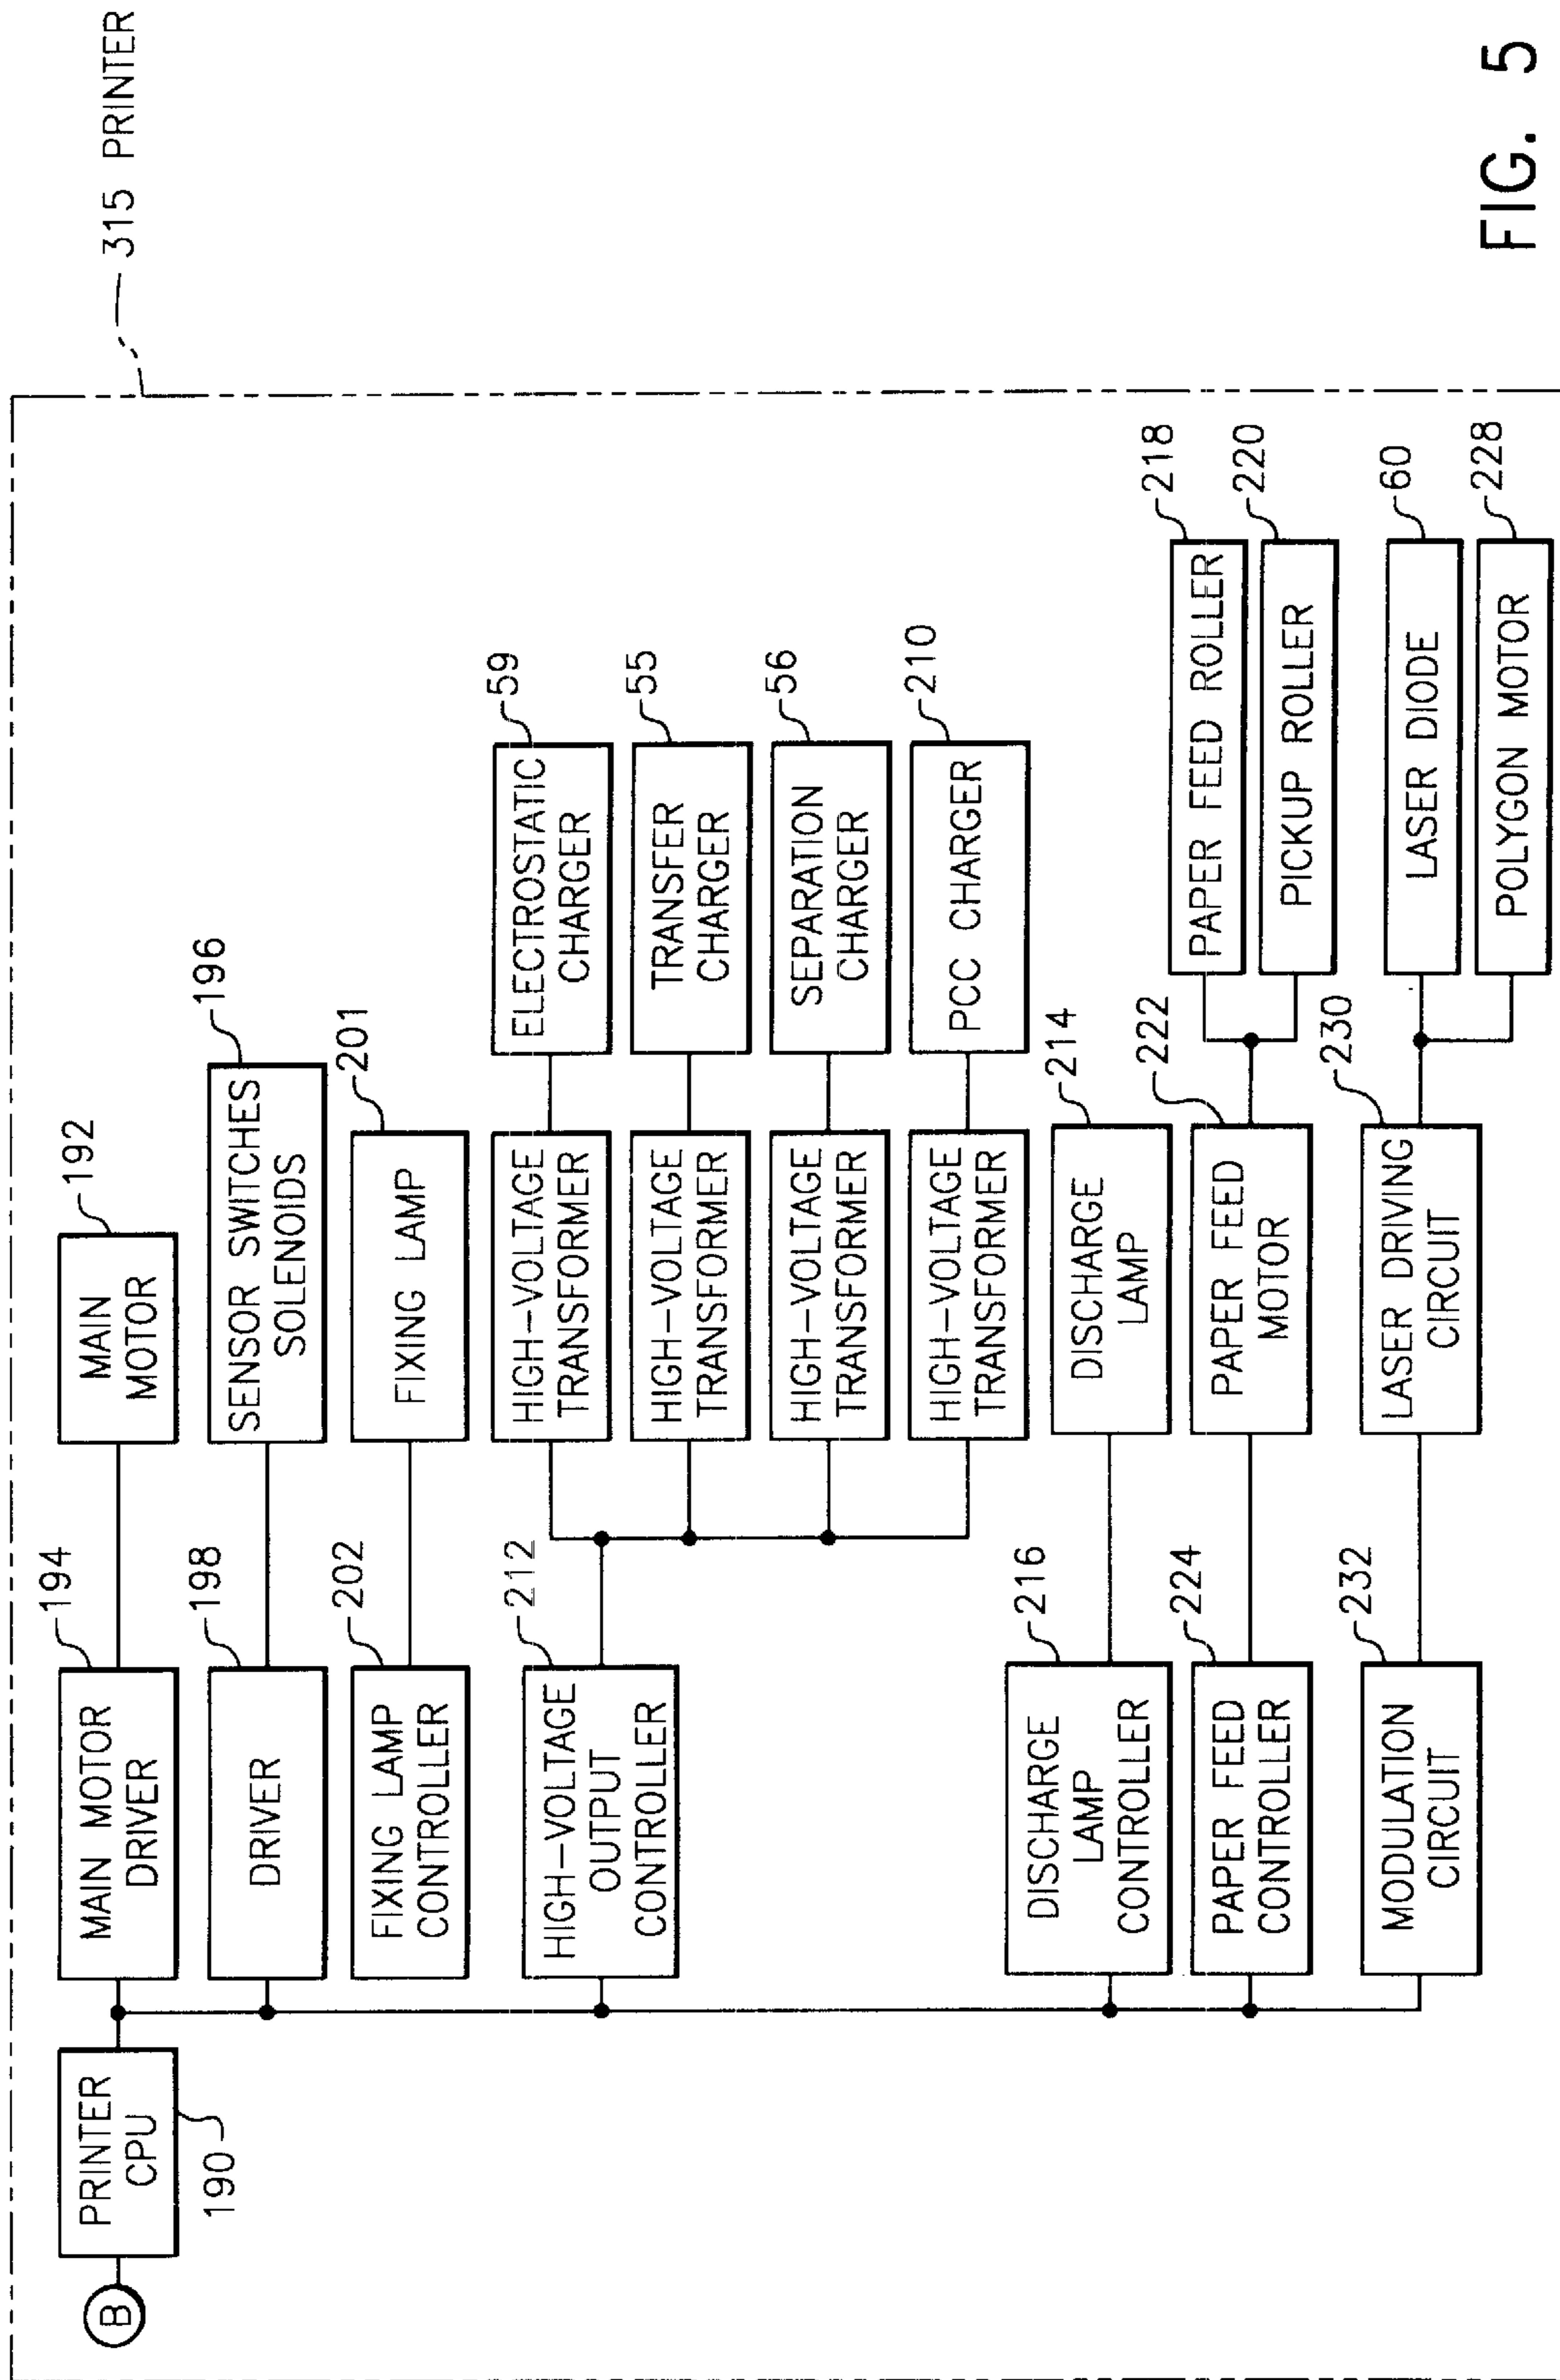 315 PRINTER
B
PRINTER
CPU
190
MAIN MOTOR
DRIVER
194
MAIN
MOTOR
192
DRIVER
198
SENSOR SWITCHES
SOLENOIDS
196
FIXING LAMP
CONTROLLER
202
FIXING LAMP
201
HIGH-VOLTAGE
OUTPUT
CONTROLLER
212
HIGH-VOLTAGE
TRANSFORMER
ELECTROSTATIC
CHARGER
59
HIGH-VOLTAGE
TRANSFORMER
TRANSFER
CHARGER
55
HIGH-VOLTAGE
TRANSFORMER
SEPARATION
CHARGER
56
HIGH-VOLTAGE
TRANSFORMER
PCC CHARGER
210
DISCHARGE
LAMP
CONTROLLER
216
DISCHARGE
LAMP
214
PAPER FEED
CONTROLLER
224
PAPER FEED
MOTOR
222
PAPER FEED ROLLER
218
PICKUP ROLLER
220
MODULATION
CIRCUIT
232
LASER DRIVING
CIRCUIT
230
LASER DIODE
60
POLYGON MOTOR
228
FIG. 5